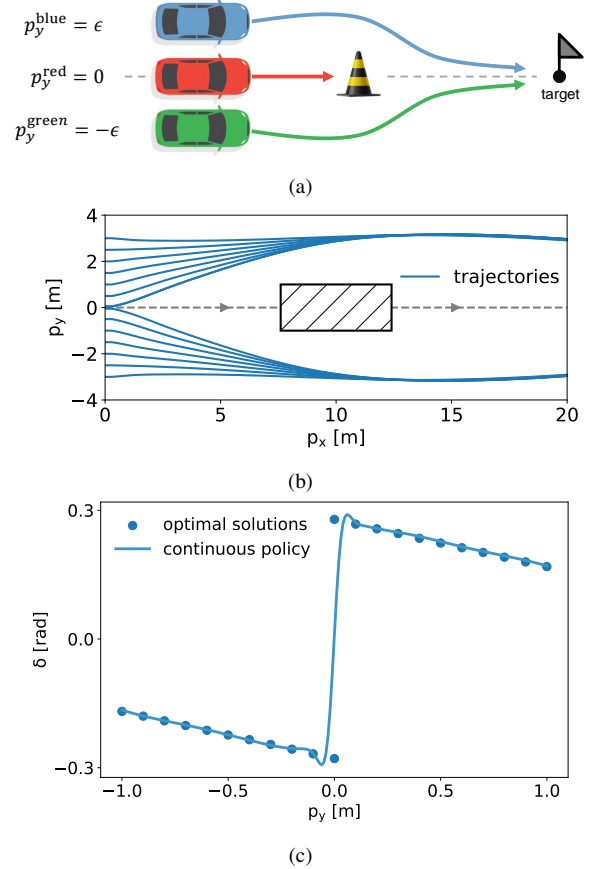 p_y^blue = ϵ
p_y^red = 0
target
p_y^green = −ϵ
(a)
4
2
0
−2
−4
p_y [m]
trajectories
0
5
10
15
20
p_x [m]
(b)
0.3
0.0
−0.3
δ [rad]
optimal solutions
continuous policy
−1.0
−0.5
0.0
0.5
1.0
p_y [m]
(c)